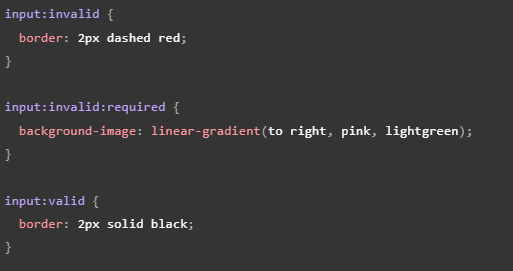 input:invalid {
  border: 2px dashed red;
}

input:invalid:required {
  background-image: linear-gradient(to right, pink, lightgreen);
}

input:valid {
  border: 2px solid black;
}